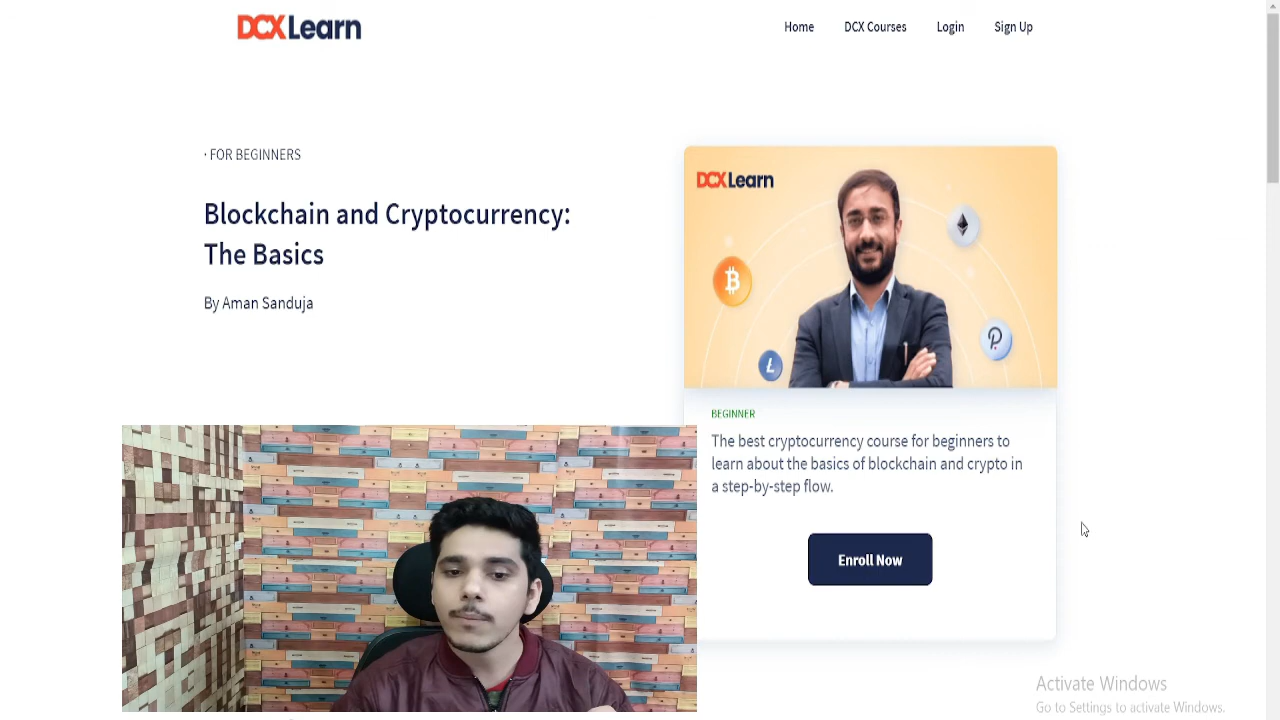 DCXLearn
Home
DCX Courses
Login
Sign Up
· FOR BEGINNERS
Blockchain and Cryptocurrency:
The Basics
By Aman Sanduja
DCXLearn
BEGINNER
The best cryptocurrency course for beginners to
learn about the basics of blockchain and crypto in
a step-by-step flow.
Enroll Now
Activate Windows
Go to Settings to activate Windows.